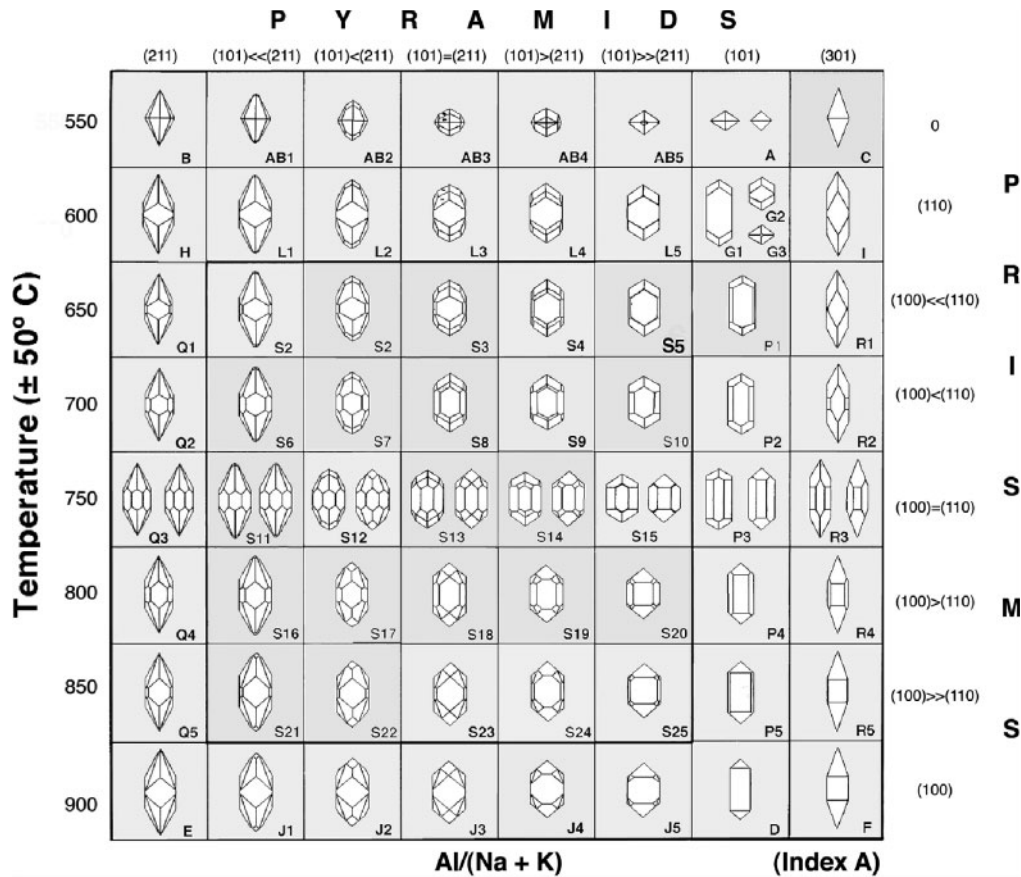 P Y R A M I D S
(211) (101)<<(211) (101)<(211) (101)=(211) (101)>(211) (101)>>(211) (101) (301)
550 B AB1 AB2 AB3 AB4 AB5 A C 0
600 H L1 L2 L3 L4 L5 G1 G2 G3 I (110)
650 Q1 S2 S2 S3 S4 S5 P1 R1 (100)<<(110)
700 Q2 S6 S7 S8 S9 S10 P2 R2 (100)<(110)
750 Q3 S11 S12 S13 S14 S15 P3 R3 (100)=(110)
800 Q4 S16 S17 S18 S19 S20 P4 R4 (100)>(110)
850 Q5 S21 S22 S23 S24 S25 P5 R5 (100)>>(110)
900 E J1 J2 J3 J4 J5 D F (100)
Temperature (± 50º C)
P R I S M S
Al/(Na + K) (Index A)